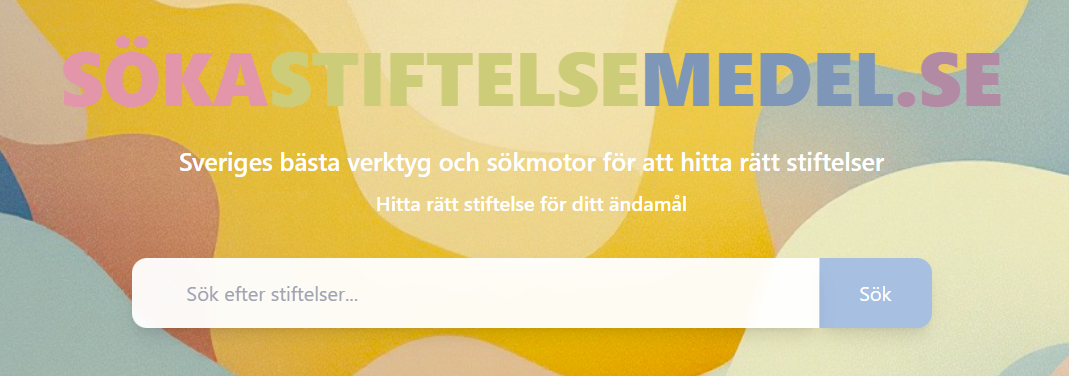 SÖKASTIFTELSEMEDEL.SE
Sveriges bästa verktyg och sökmotor för att hitta rätt stiftelser
Hitta rätt stiftelse för ditt ändamål
Sök efter stiftelser... Sök